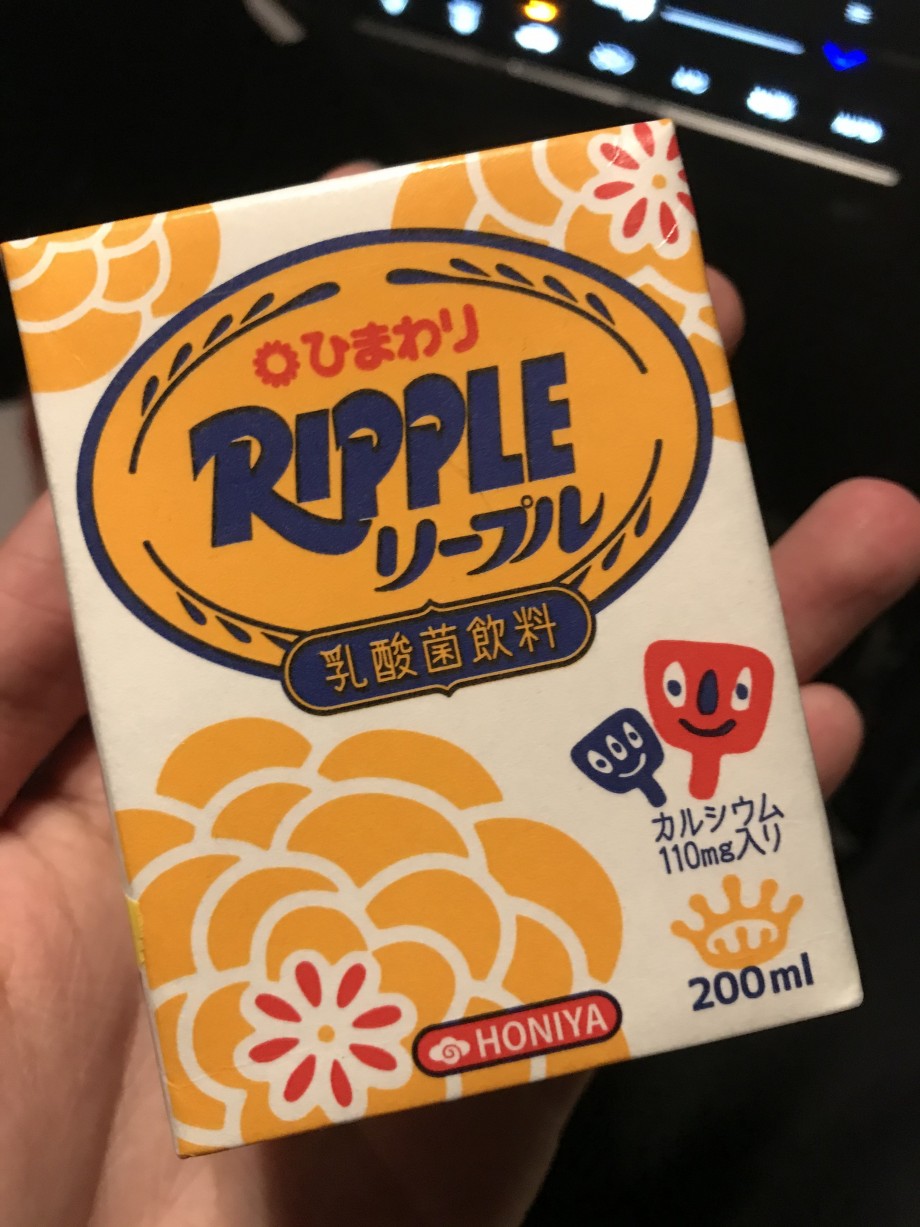 ひまわり
RIPPLE
リープル
乳酸菌飲料
カルシウム
110mg入り
200ml
HONIYA